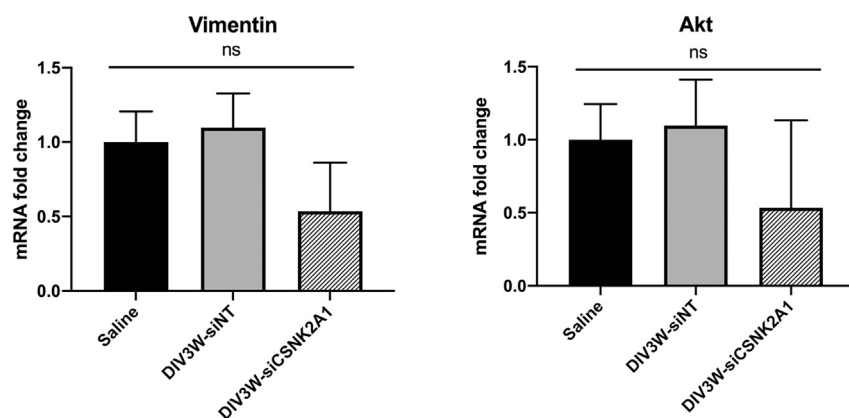 Vimentin
ns
mRNA fold change
1.5
1.0
0.5
0.0
Saline
DIV3W-siNT
DIV3W-siCSNK2A1
Akt
ns
mRNA fold change
1.5
1.0
0.5
0.0
Saline
DIV3W-siNT
DIV3W-siCSNK2A1